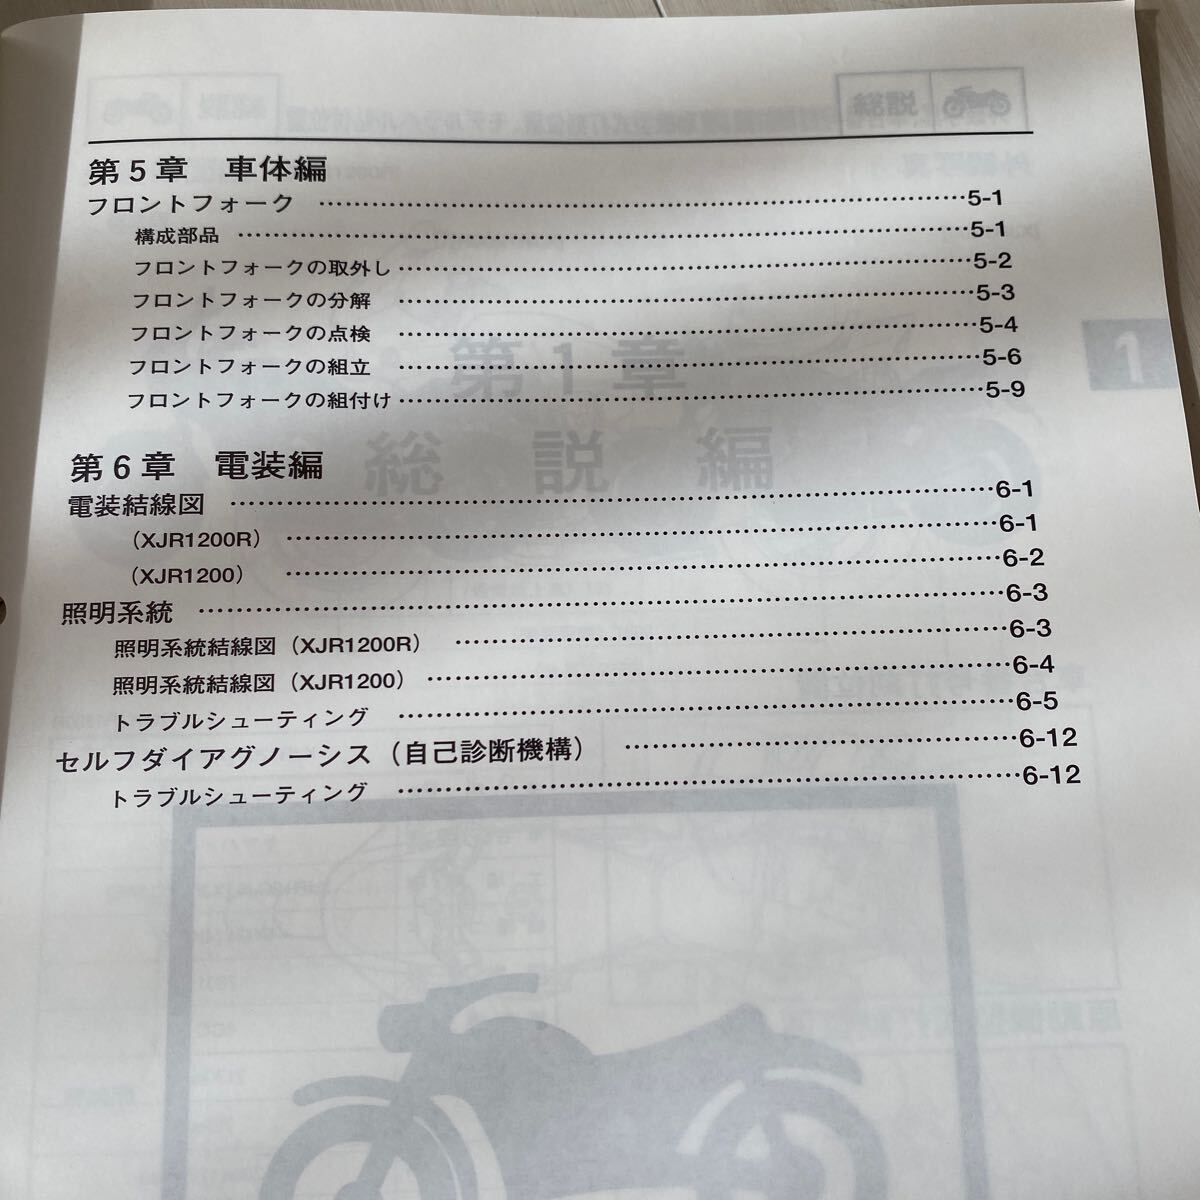 第5章 車体編
フロントフォーク ……………………………………………………5-1
構成部品 ……………………………………………………5-1
フロントフォークの取外し……………………………………………………5-2
フロントフォークの分解 ……………………………………………………5-3
フロントフォークの点検 ……………………………………………………5-4
フロントフォークの組立 ……………………………………………………5-6
フロントフォークの組付け……………………………………………………5-9
第6章 電装編
電装結線図 ……………………………………………………6-1
（XJR1200R） ……………………………………………………6-1
（XJR1200） ……………………………………………………6-2
照明系統 ……………………………………………………6-3
照明系統結線図（XJR1200R） ……………………………………………………6-3
照明系統結線図（XJR1200） ……………………………………………………6-4
トラブルシューティング ……………………………………………………6-5
セルフダイアグノーシス（自己診断機構） ……………………………………………………6-12
トラブルシューティング ……………………………………………………6-12
総説
第1章
総説編
1